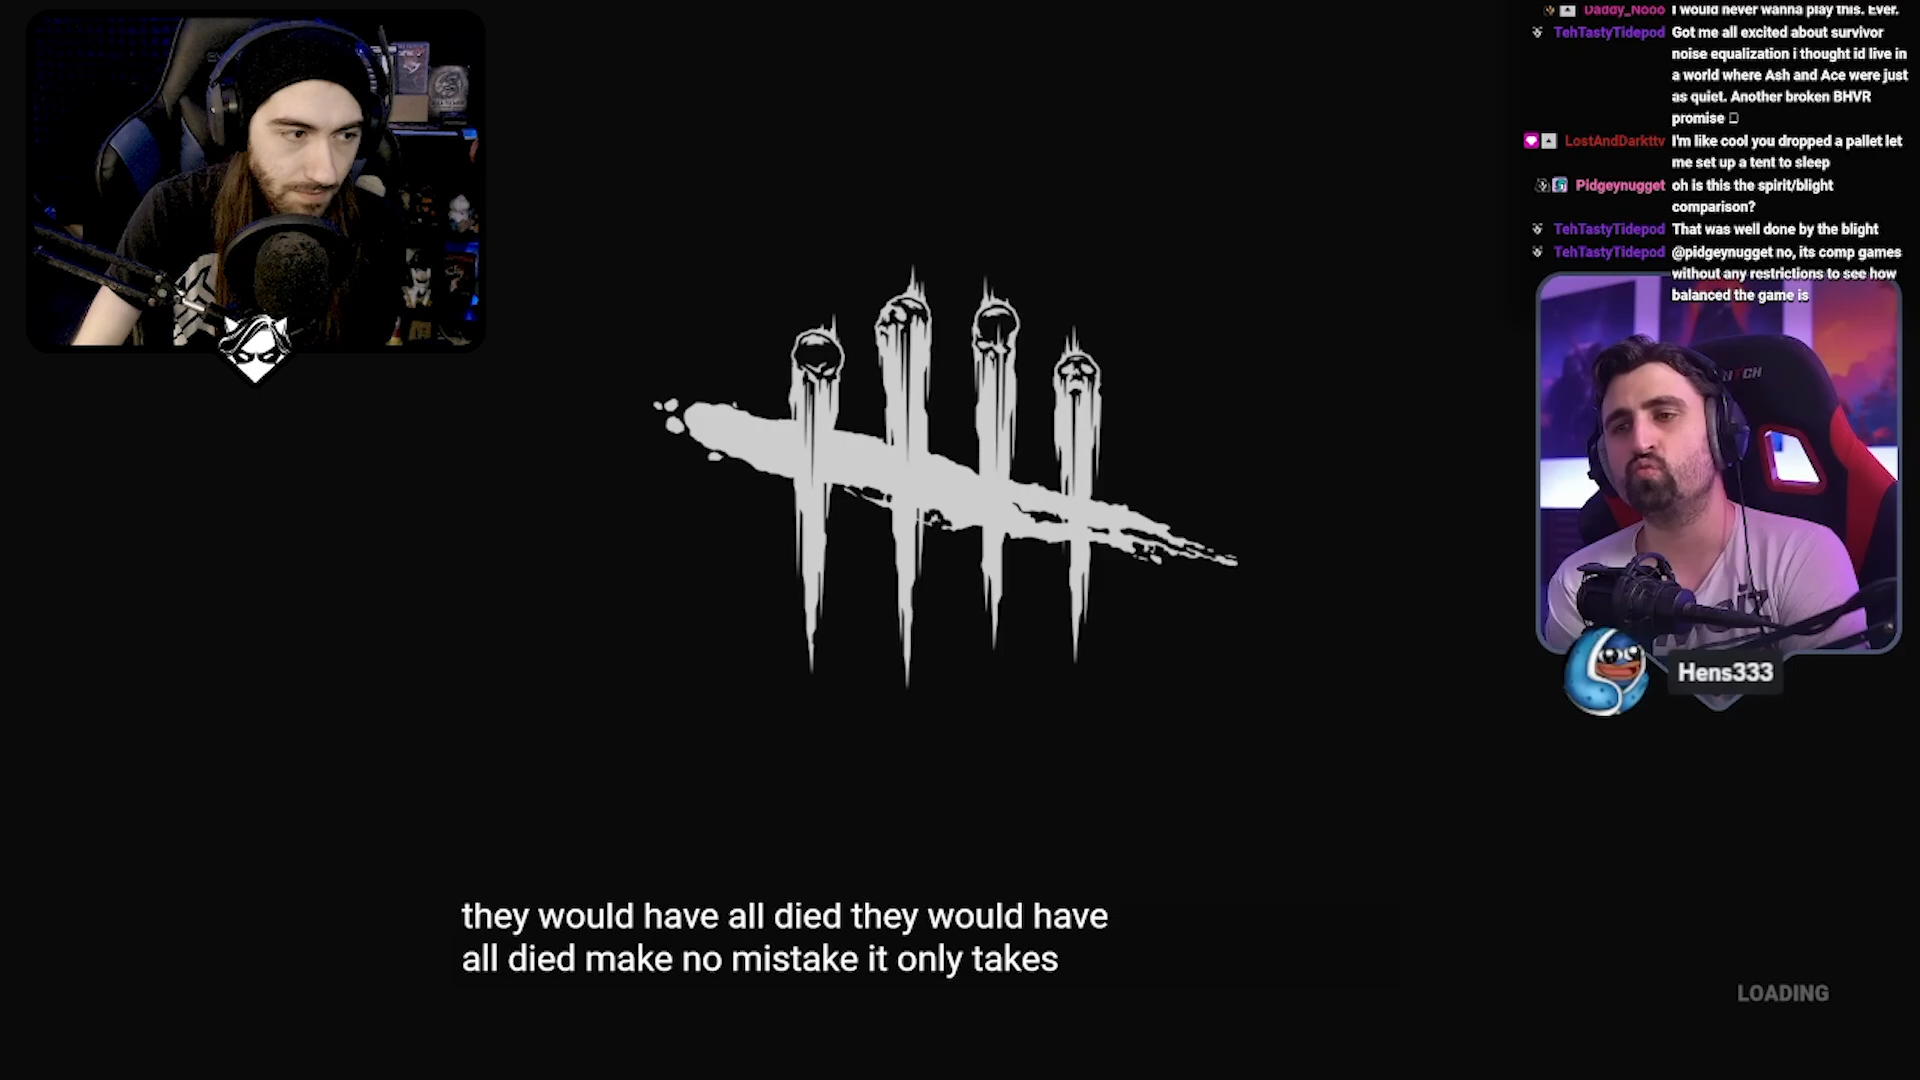 Daddy_Nooo I would never wanna play this. Ever.
TehTastyTidepod Got me all excited about survivor
noise equalization i thought id live in
a world where Ash and Ace were just
as quiet. Another broken BHVR
promise
LostAndDarkttv I'm like cool you dropped a pallet let
me set up a tent to sleep
Pidgeynugget oh is this the spirit/blight
comparison?
TehTastyTidepod That was well done by the blight
TehTastyTidepod @pidgeynugget no, its comp games
without any restrictions to see how
balanced the game is
Hens333
they would have all died they would have
all died make no mistake it only takes
LOADING